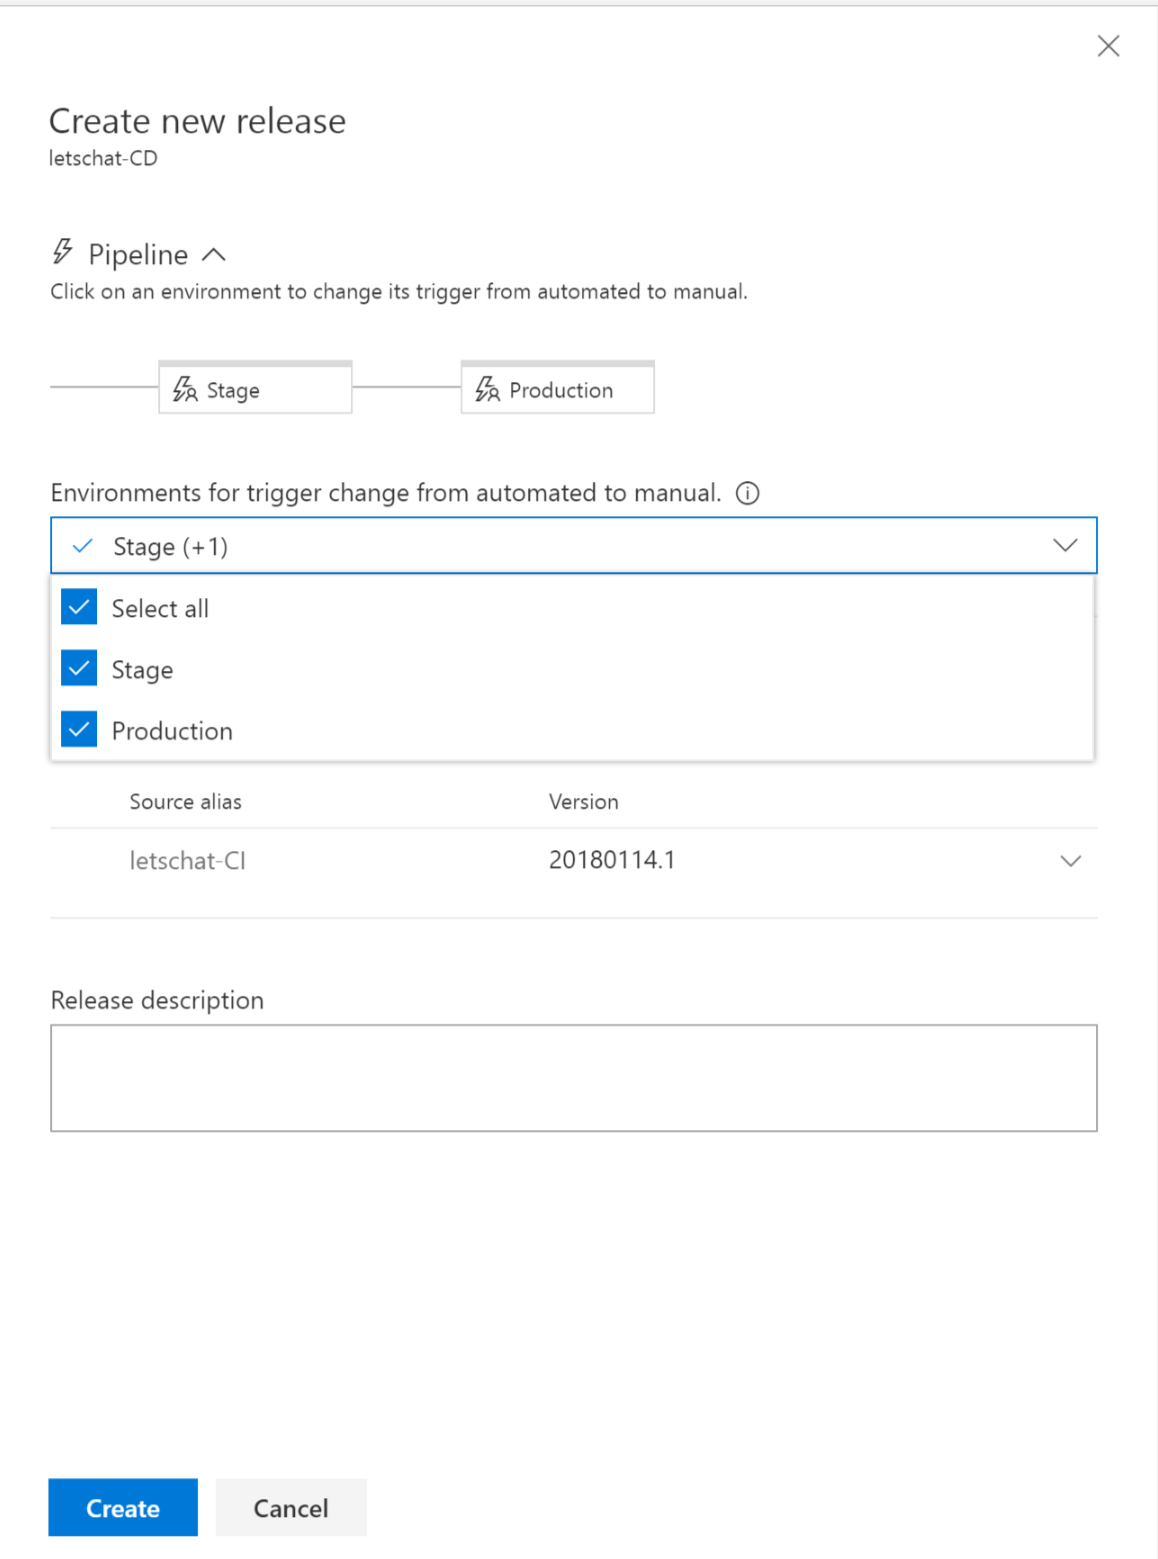 Create new release
letschat-CD
Pipeline
Click on an environment to change its trigger from automated to manual.
Stage Production
Environments for trigger change from automated to manual.
Stage (+1)
Select all
Stage
Production
Source alias Version
letschat-CI 20180114.1
Release description
Create Cancel